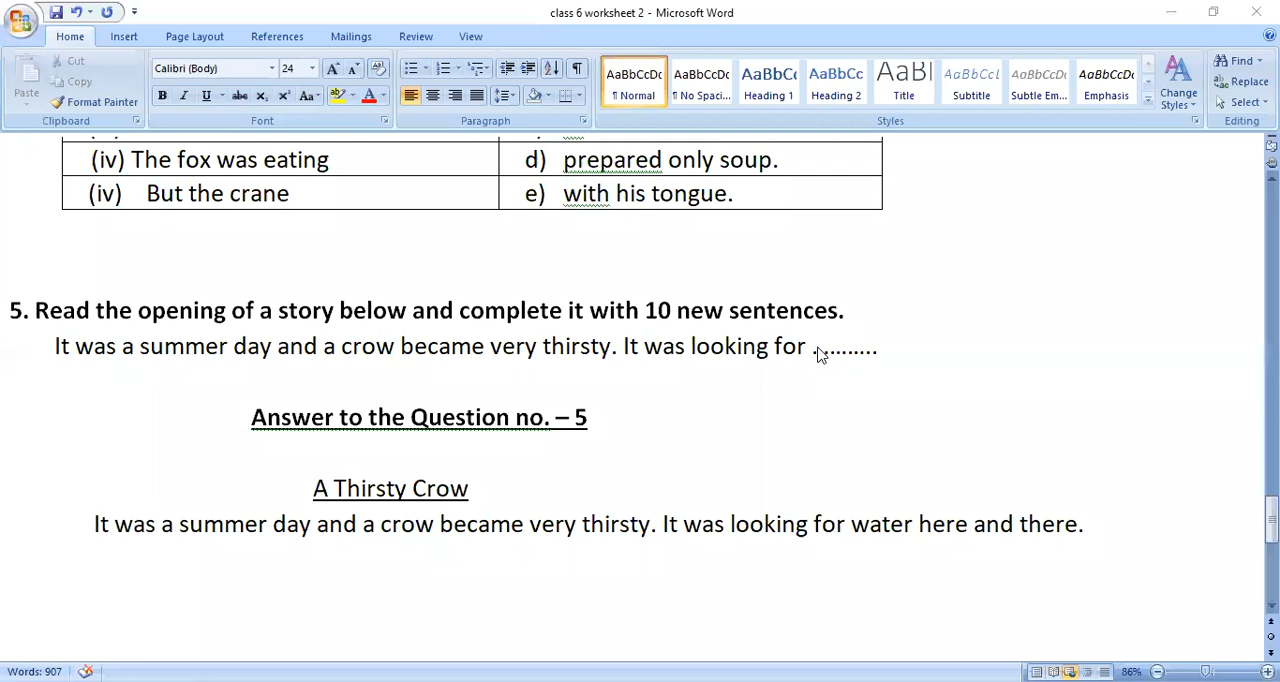 class 6 worksheet 2 - Microsoft Word
Home Insert Page Layout References Mailings Review View
Cut
Copy
Paste
Format Painter
Calibri (Body) 24
AaBbCcDc AaBbCcDc AaBbCc AaBbCc AaBl AaBbCcL AaBbCcDc AaBbCcDc
¶ Normal ¶ No Spaci... Heading 1 Heading 2 Title Subtitle Subtle Em... Emphasis
Change Styles
Find
Replace
Select
Clipboard Font Paragraph Styles Editing
(iv) The fox was eating d) prepared only soup.
(iv) But the crane e) with his tongue.
5. Read the opening of a story below and complete it with 10 new sentences.
It was a summer day and a crow became very thirsty. It was looking for ..........
Answer to the Question no. – 5
A Thirsty Crow
It was a summer day and a crow became very thirsty. It was looking for water here and there.
Words: 907 86%